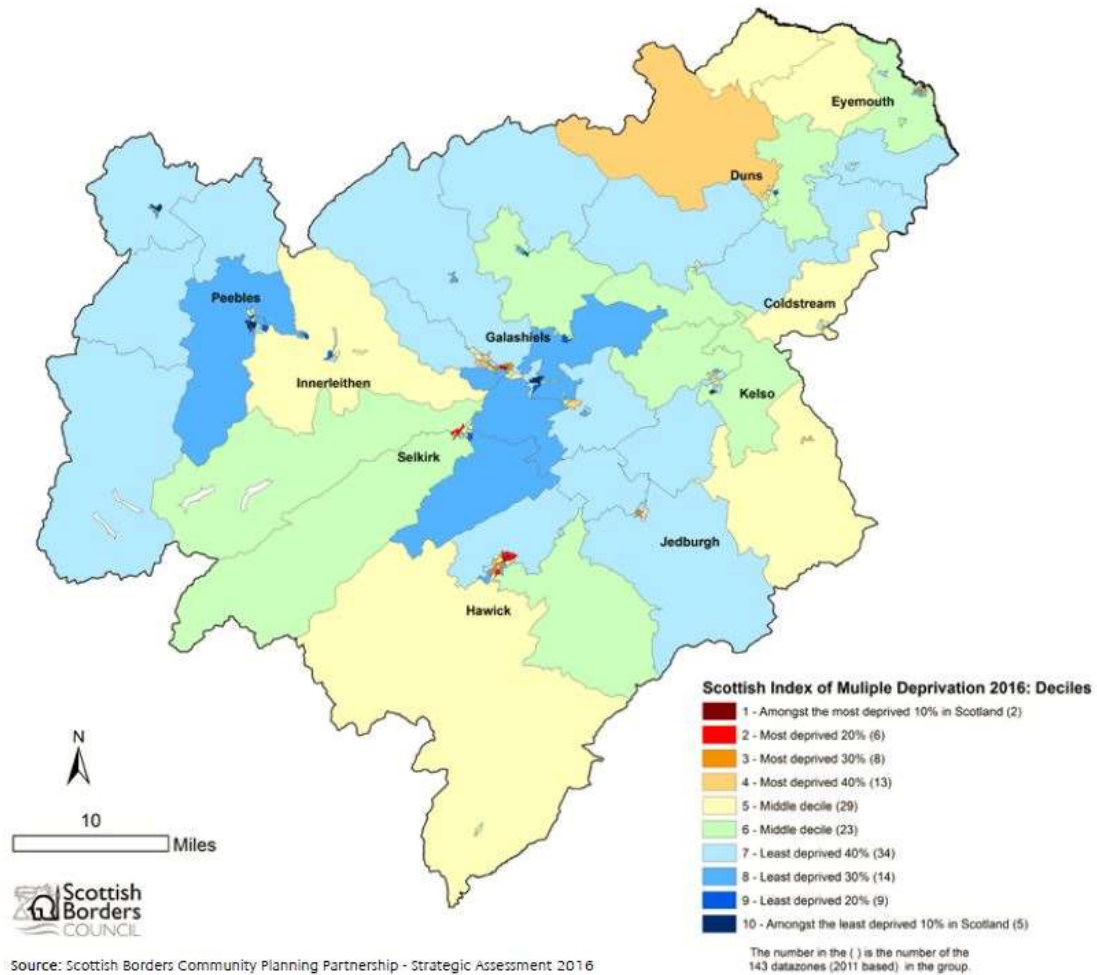 Eyemouth
Duns
Peebles
Coldstream
Galashiels
Innerleithen
Kelso
Selkirk
Jedburgh
Hawick
Scottish Index of Muliple Deprivation 2016: Deciles
1 - Amongst the most deprived 10% in Scotland (2)
2 - Most deprived 20% (6)
3 - Most deprived 30% (8)
4 - Most deprived 40% (13)
5 - Middle decile (29)
6 - Middle decile (23)
7 - Least deprived 40% (34)
8 - Least deprived 30% (14)
9 - Least deprived 20% (9)
10 - Amongst the least deprived 10% in Scotland (5)
The number in the ( ) is the number of the
143 datazones (2011 based) in the group.
N
10
Miles
Scottish
Borders
COUNCIL
Source: Scottish Borders Community Planning Partnership - Strategic Assessment 2016